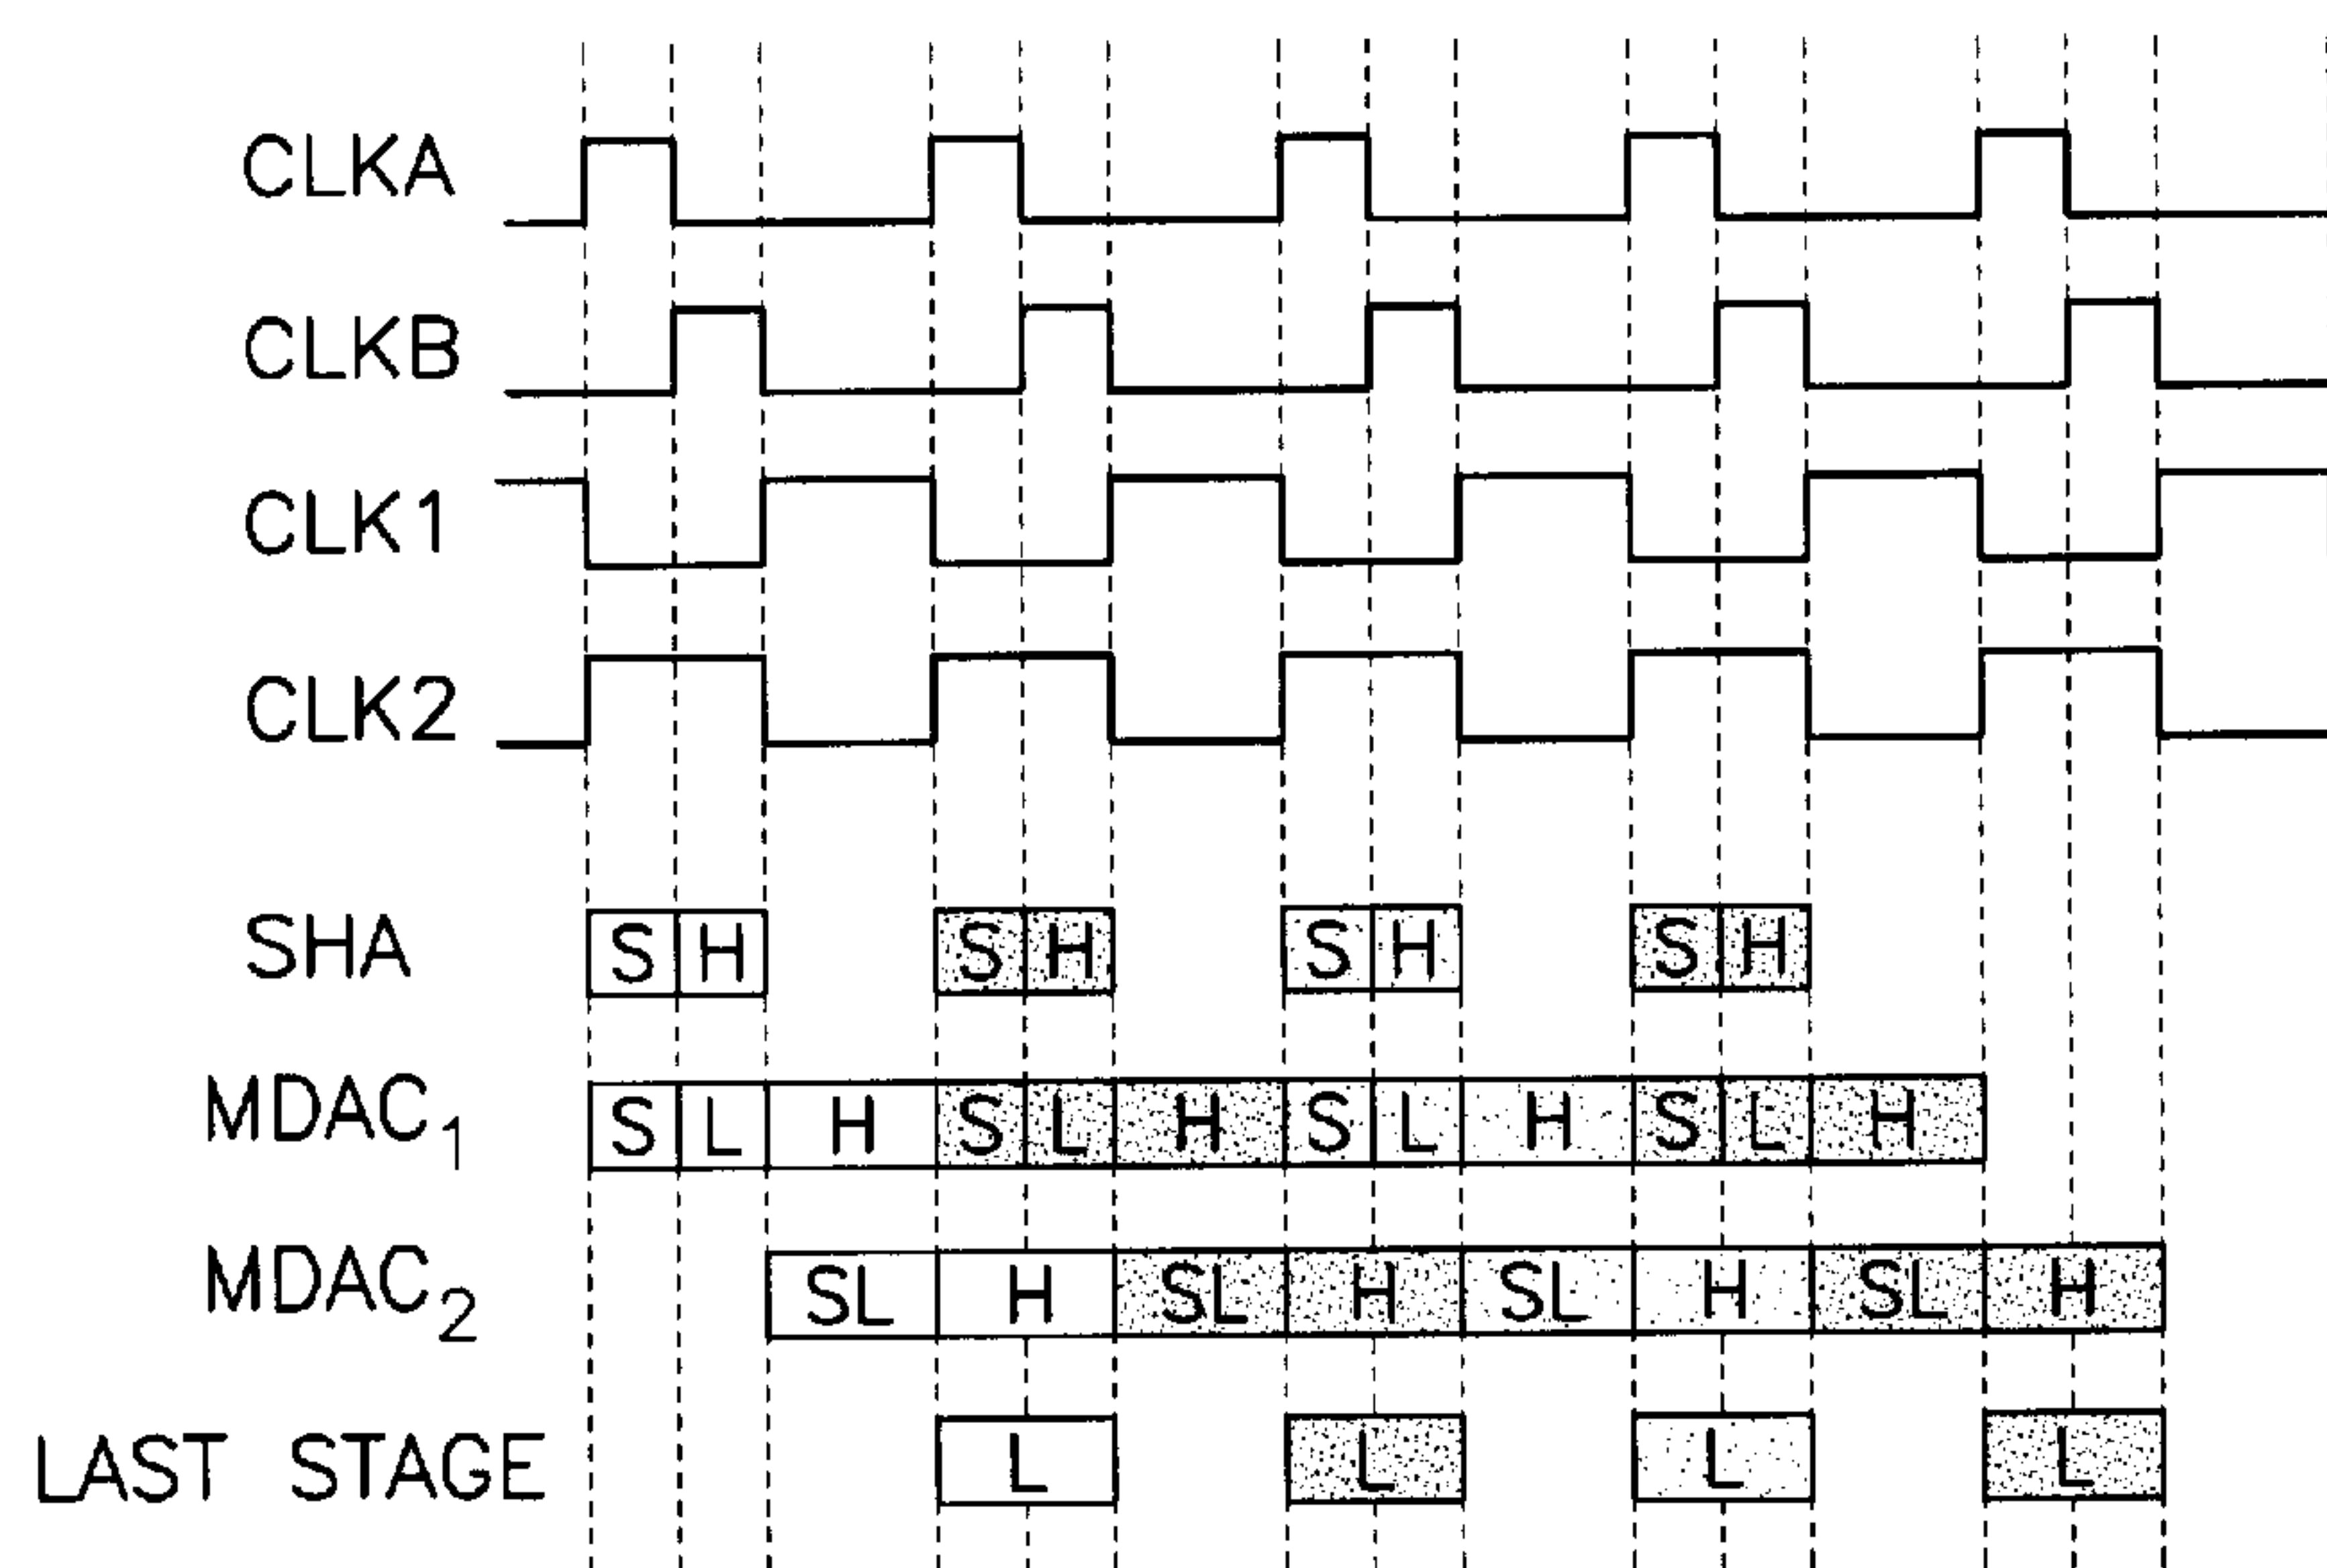 CLKA
CLKB
CLK1
CLK2
SHA S H S H S H S H
MDAC1 S L H S L H S L H S L H
MDAC2 SL H SL H SL H SL H
LAST STAGE L L L L